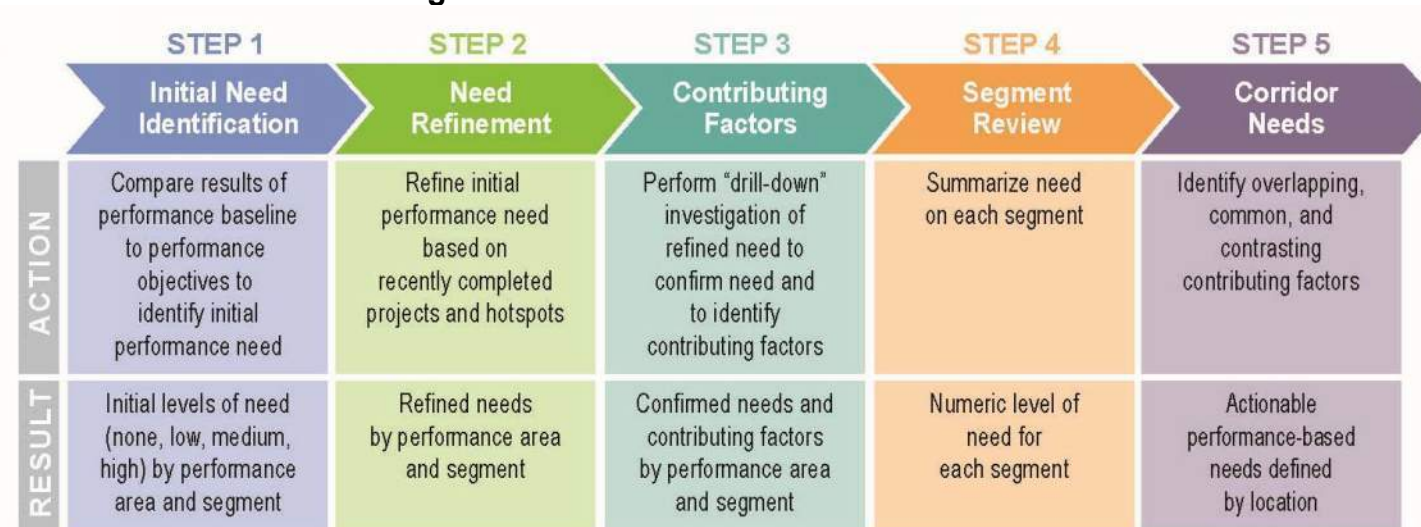 STEP 1
STEP 2
STEP 3
STEP 4
STEP 5
Initial Need
Identification
Need
Refinement
Contributing
Factors
Segment
Review
Corridor
Needs
ACTION
Compare results of
performance baseline
to performance
objectives to
identify initial
performance need
Refine initial
performance need
based on
recently completed
projects and hotspots
Perform “drill-down”
investigation of
refined need to
confirm need and
to identify
contributing factors
Summarize need
on each segment
Identify overlapping,
common, and
contrasting
contributing factors
RESULT
Initial levels of need
(none, low, medium,
high) by performance
area and segment
Refined needs
by performance area
and segment
Confirmed needs and
contributing factors
by performance area
and segment
Numeric level of
need for
each segment
Actionable
performance-based
needs defined
by location